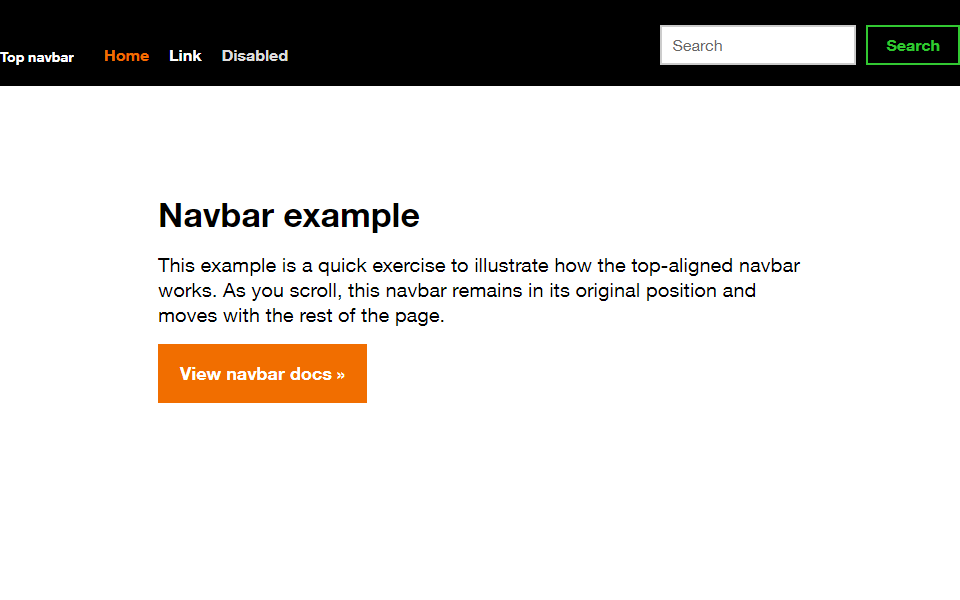 Top navbar Home Link Disabled Search Search
Navbar example
This example is a quick exercise to illustrate how the top-aligned navbar
works. As you scroll, this navbar remains in its original position and
moves with the rest of the page.
View navbar docs »